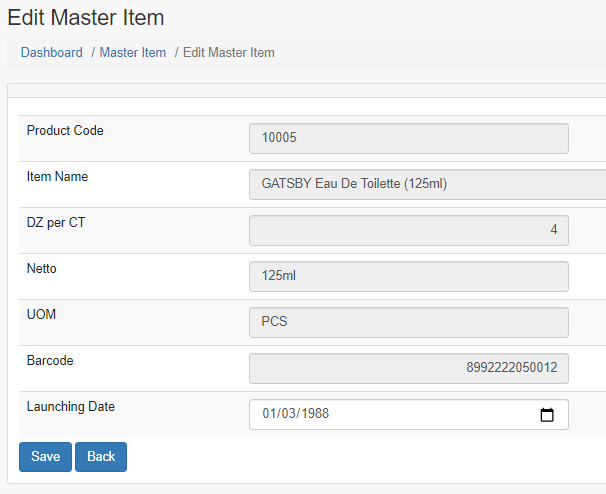 Edit Master Item
Dashboard / Master Item / Edit Master Item
Product Code 10005
Item Name GATSBY Eau De Toilette (125ml)
DZ per CT 4
Netto 125ml
UOM PCS
Barcode 8992222050012
Launching Date 01/03/1988
Save Back